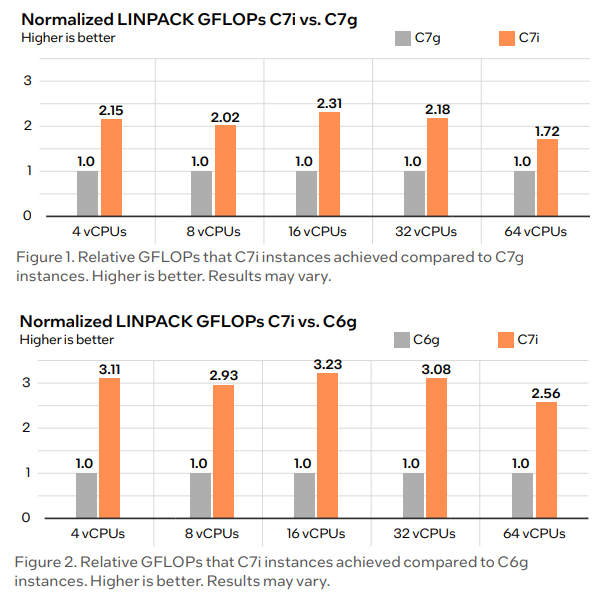 Normalized LINPACK GFLOPs C7i vs. C7g
Higher is better
C7g C7i
3
2
1
0
1.0 2.15 1.0 2.02 1.0 2.31 1.0 2.18 1.0 1.72
4 vCPUs 8 vCPUs 16 vCPUs 32 vCPUs 64 vCPUs
Figure 1. Relative GFLOPs that C7i instances achieved compared to C7g
instances. Higher is better. Results may vary.
Normalized LINPACK GFLOPs C7i vs. C6g
Higher is better
C6g C7i
3
2
1
0
1.0 3.11 1.0 2.93 1.0 3.23 1.0 3.08 1.0 2.56
4 vCPUs 8 vCPUs 16 vCPUs 32 vCPUs 64 vCPUs
Figure 2. Relative GFLOPs that C7i instances achieved compared to C6g
instances. Higher is better. Results may vary.